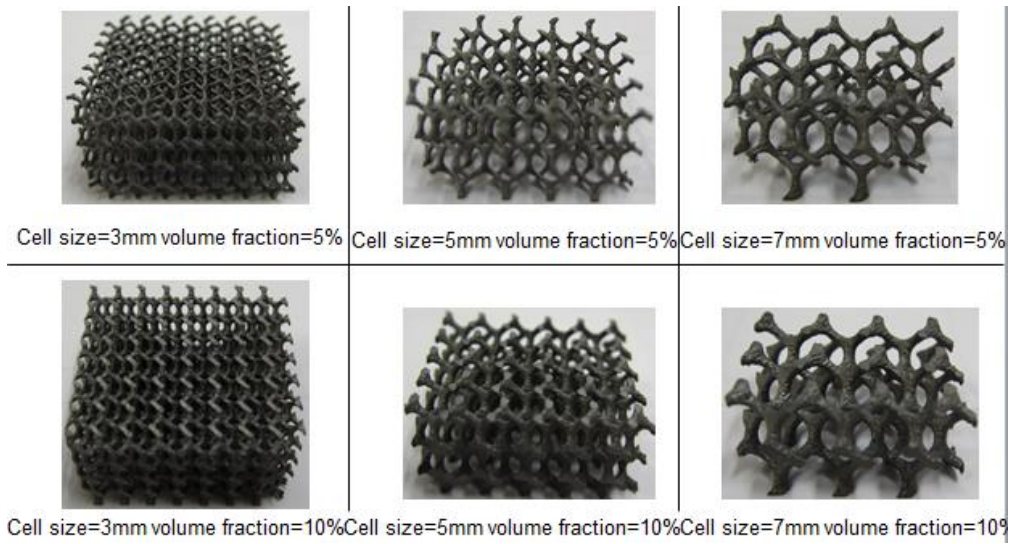 Cell size=3mm volume fraction=5%
Cell size=5mm volume fraction=5%
Cell size=7mm volume fraction=5%
Cell size=3mm volume fraction=10%
Cell size=5mm volume fraction=10%
Cell size=7mm volume fraction=10%